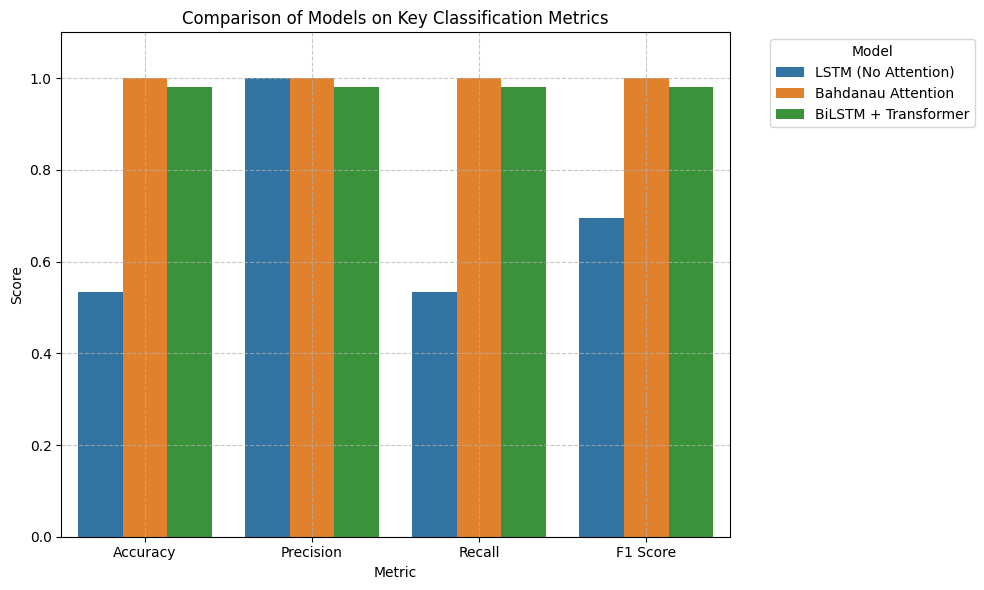 Comparison of Models on Key Classification Metrics
Model
LSTM (No Attention)
Bahdanau Attention
BiLSTM + Transformer
Score
1.0
0.8
0.6
0.4
0.2
0.0
Accuracy
Precision
Recall
F1 Score
Metric